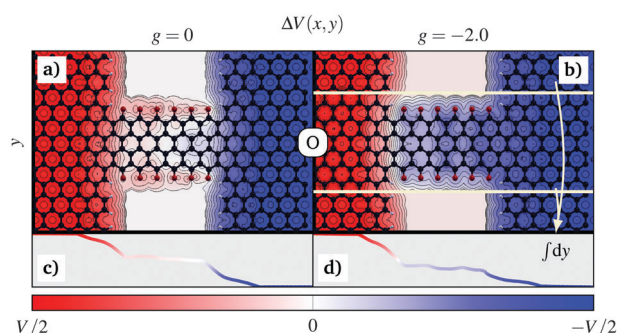 ΔV(x, y)
g = 0
g = −2.0
a)
b)
y
O
∫dy
c)
d)
V/2
0
−V/2